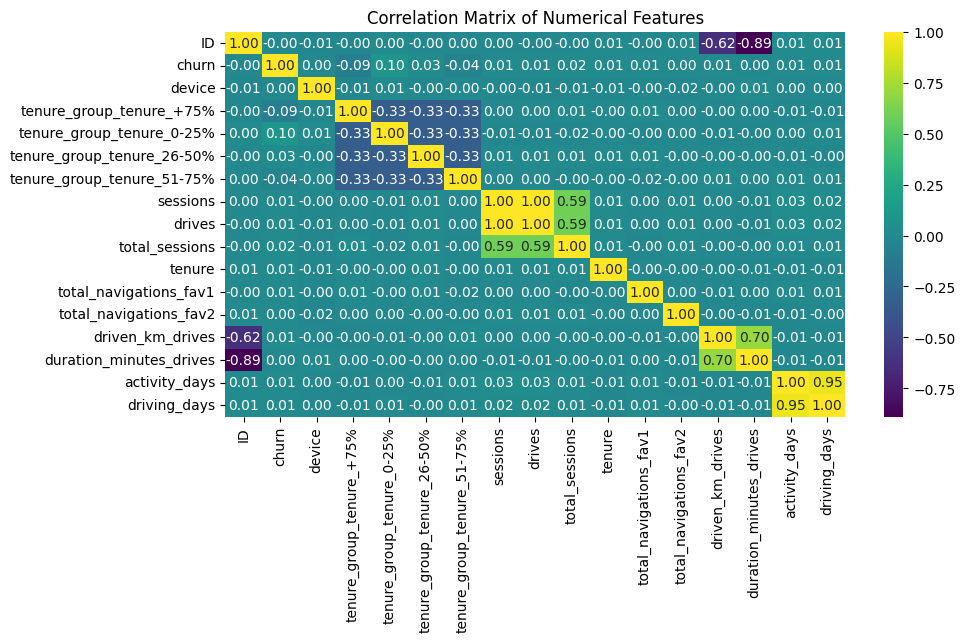 Correlation Matrix of Numerical Features
ID 1.00 -0.00 -0.01 -0.00 0.00 -0.00 0.00 -0.00 -0.00 -0.00 0.01 -0.00 0.01 -0.62 -0.89 0.01 0.01
churn -0.00 1.00 0.00 -0.09 0.10 0.03 -0.04 0.01 0.01 0.02 0.01 0.01 0.00 0.01 0.00 0.01 0.01
device -0.01 0.00 1.00 -0.01 0.01 -0.00 -0.00 -0.00 -0.01 -0.01 -0.01 -0.00 -0.02 -0.00 0.01 0.00 0.01
tenure_group_tenure_+75% -0.00 -0.09 -0.01 1.00 -0.33 -0.33 -0.33 0.00 0.00 0.01 -0.00 0.01 0.00 -0.00 0.00 -0.01 -0.01
tenure_group_tenure_0-25% 0.00 0.10 0.01 -0.33 1.00 -0.33 -0.33 -0.01 -0.01 -0.02 -0.00 0.00 -0.01 -0.00 -0.01 0.00 0.01
tenure_group_tenure_26-50% -0.00 0.03 -0.00 -0.33 -0.33 1.00 -0.33 0.01 0.01 0.01 0.01 0.01 0.00 -0.00 -0.00 -0.01 -0.00
tenure_group_tenure_51-75% 0.00 -0.04 -0.00 -0.33 -0.33 -0.33 1.00 0.00 0.00 -0.00 -0.00 -0.02 -0.00 0.01 0.00 0.01 0.01
sessions -0.00 0.01 -0.00 0.00 -0.01 0.01 0.00 1.00 1.00 0.59 0.01 0.00 0.01 0.00 -0.01 0.03 0.02
drives -0.00 0.01 -0.01 0.00 -0.01 0.01 0.00 1.00 1.00 0.59 0.01 0.00 0.01 0.00 -0.01 0.03 0.02
total_sessions -0.00 0.02 -0.01 0.01 -0.02 0.01 -0.00 0.59 0.59 1.00 0.01 -0.00 0.01 -0.00 -0.00 0.01 0.01
tenure 0.01 0.01 -0.01 -0.00 -0.00 0.01 -0.00 0.01 0.01 0.01 1.00 -0.00 -0.00 -0.00 -0.01 -0.01 -0.01
total_navigations_fav1 -0.00 0.01 -0.00 0.01 -0.00 0.01 -0.02 0.00 0.00 -0.00 -0.00 1.00 -0.00 0.01 0.00 0.01 0.01
total_navigations_fav2 0.01 0.00 -0.02 0.00 -0.01 0.00 -0.00 0.01 0.01 0.01 -0.00 -0.00 1.00 -0.00 -0.01 -0.01 -0.00
driven_km_drives -0.62 0.01 -0.00 -0.00 -0.00 -0.00 0.01 0.00 0.00 -0.00 -0.00 0.01 -0.00 1.00 0.70 -0.01 -0.01
duration_minutes_drives -0.89 0.00 0.01 0.00 -0.01 -0.00 0.00 -0.01 -0.01 -0.00 -0.01 0.00 -0.01 0.70 1.00 -0.01 -0.01
activity_days 0.01 0.01 0.00 -0.01 0.00 -0.01 0.01 0.03 0.03 0.01 -0.01 0.01 -0.01 -0.01 -0.01 1.00 0.95
driving_days 0.01 0.01 0.01 -0.01 0.01 -0.00 0.01 0.02 0.02 0.01 -0.01 0.01 -0.00 -0.01 -0.01 0.95 1.00
ID
churn
device
tenure_group_tenure_+75%
tenure_group_tenure_0-25%
tenure_group_tenure_26-50%
tenure_group_tenure_51-75%
sessions
drives
total_sessions
tenure
total_navigations_fav1
total_navigations_fav2
driven_km_drives
duration_minutes_drives
activity_days
driving_days
1.00
0.75
0.50
0.25
0.00
-0.25
-0.50
-0.75